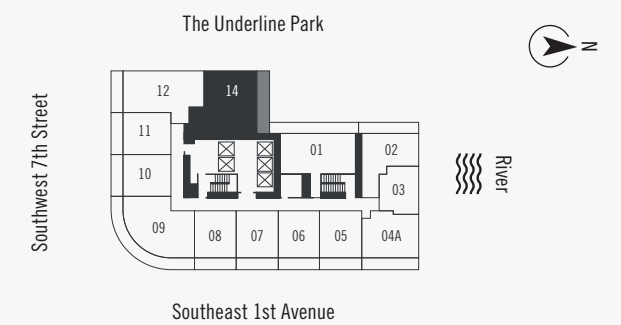 The Underline Park
N
Southwest 7th Street
12
14
11
01
02
10
03
River
09
08
07
06
05
04A
Southeast 1st Avenue